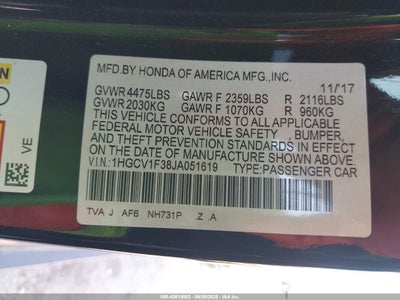 MFD.BY HONDA OF AMERICA MFG.,INC.
11/17
GVWR 4475LBS GAWR F 2359LBS R 2116LBS
GVWR 2030KG GAWR F 1070KG R 960KG
THIS VEHICLE CONFORMS TO ALL APPLICABLE
FEDERAL MOTOR VEHICLE SAFETY , BUMPER,
AND THEFT PREVENTION STANDARDS IN EFFECT
ON THE DATE OF MANUFACTURE SHOWN ABOVE.
V.I.N:1HGCV1F38JA051619 TYPE:PASSENGER CAR
TVA J AF6 NH731P .Z .A
VE